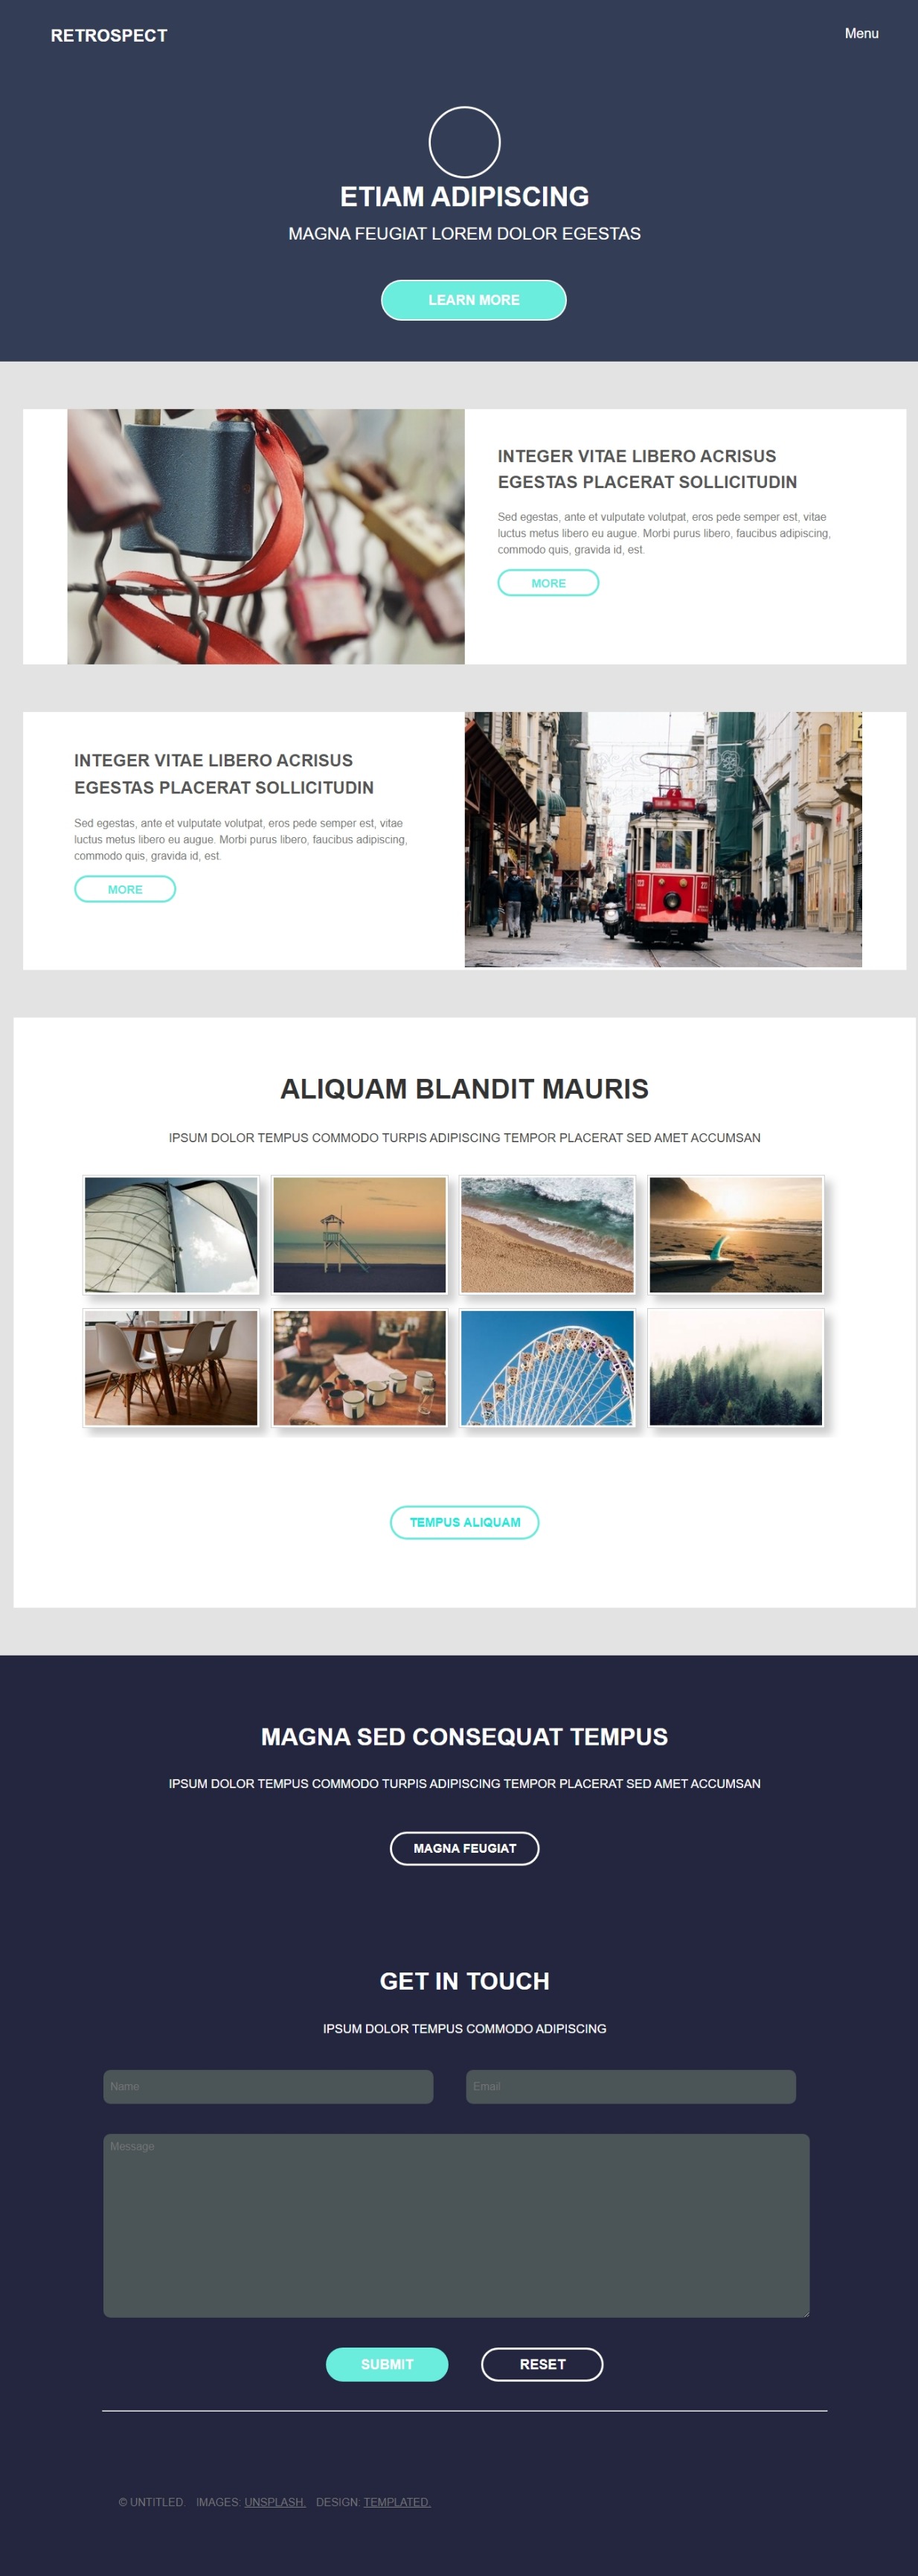 RETROSPECT
Menu
ETIAM ADIPISCING
MAGNA FEUGIAT LOREM DOLOR EGESTAS
LEARN MORE
INTEGER VITAE LIBERO ACRISUS
EGESTAS PLACERAT SOLLICITUDIN
Sed egestas, ante et vulputate volutpat, eros pede semper est, vitae
luctus metus libero eu augue. Morbi purus libero, faucibus adipiscing,
commodo quis, gravida id, est.
MORE
INTEGER VITAE LIBERO ACRISUS
EGESTAS PLACERAT SOLLICITUDIN
Sed egestas, ante et vulputate volutpat, eros pede semper est, vitae
luctus metus libero eu augue. Morbi purus libero, faucibus adipiscing,
commodo quis, gravida id, est.
MORE
ALIQUAM BLANDIT MAURIS
IPSUM DOLOR TEMPUS COMMODO TURPIS ADIPISCING TEMPOR PLACERAT SED AMET ACCUMSAN
TEMPUS ALIQUAM
MAGNA SED CONSEQUAT TEMPUS
IPSUM DOLOR TEMPUS COMMODO TURPIS ADIPISCING TEMPOR PLACERAT SED AMET ACCUMSAN
MAGNA FEUGIAT
GET IN TOUCH
IPSUM DOLOR TEMPUS COMMODO ADIPISCING
Name
Email
Message
SUBMIT
RESET
© UNTITLED. IMAGES: UNSPLASH. DESIGN: TEMPLATED.